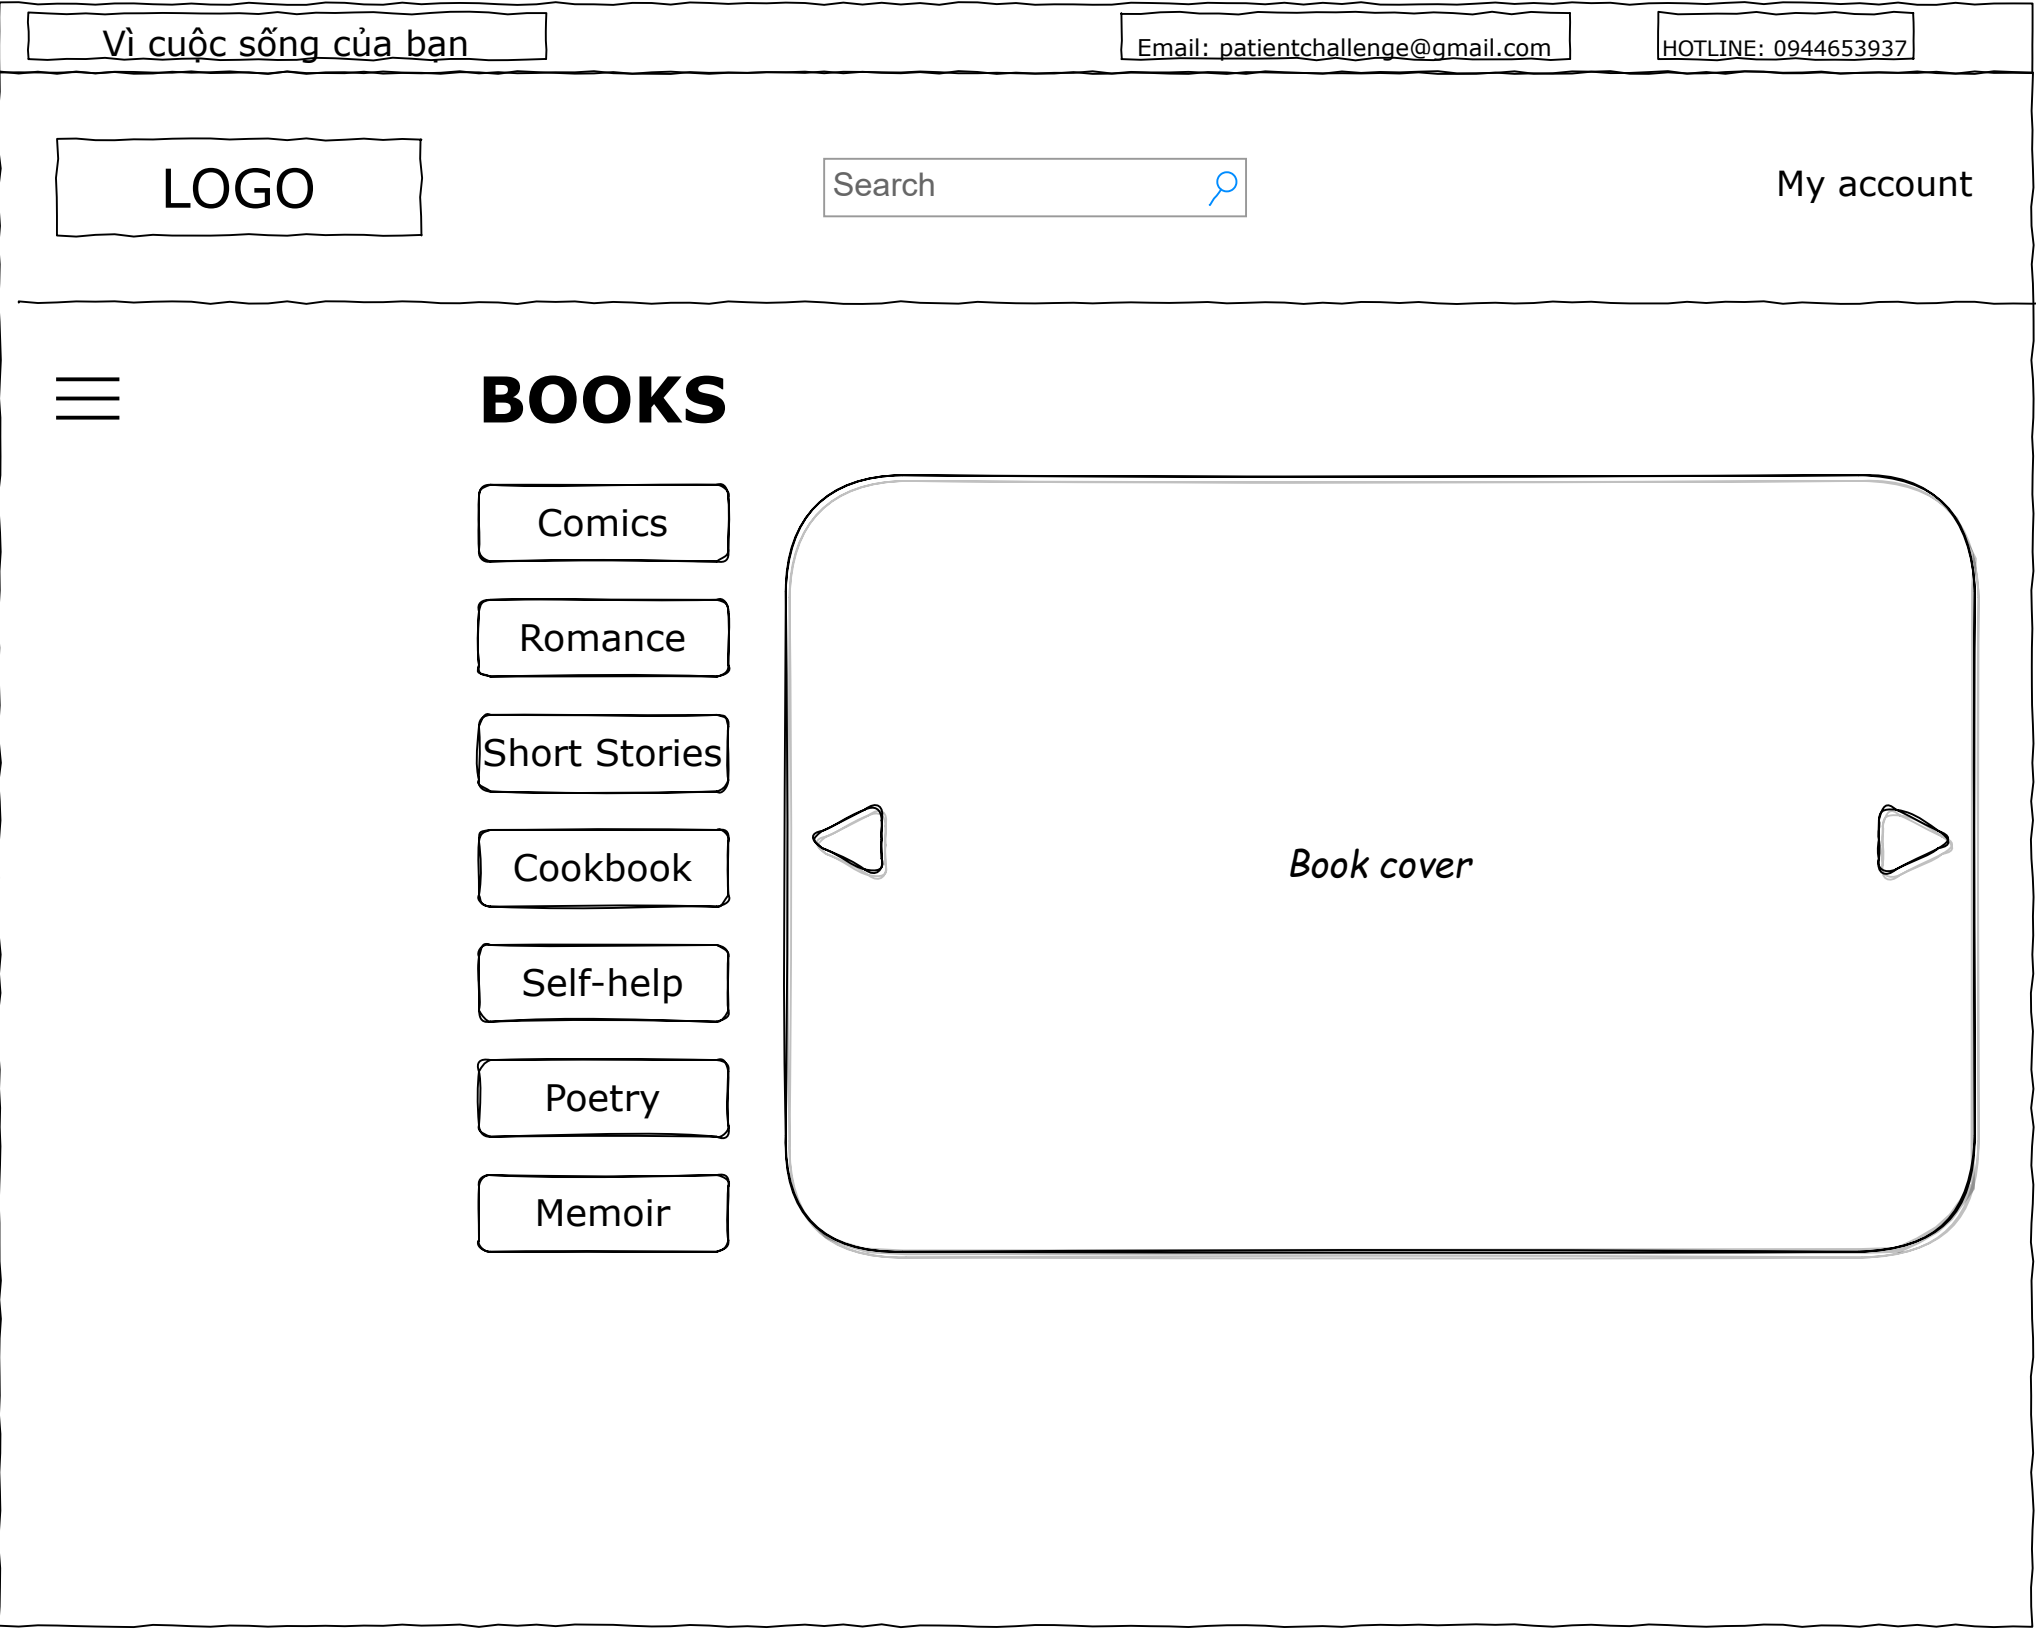 Vì cuộc sống của bạn
Email: patientchallenge@gmail.com
HOTLINE: 0944653937
LOGO
Search
My account
BOOKS
Comics
Romance
Short Stories
Cookbook
Self-help
Poetry
Memoir
Book cover